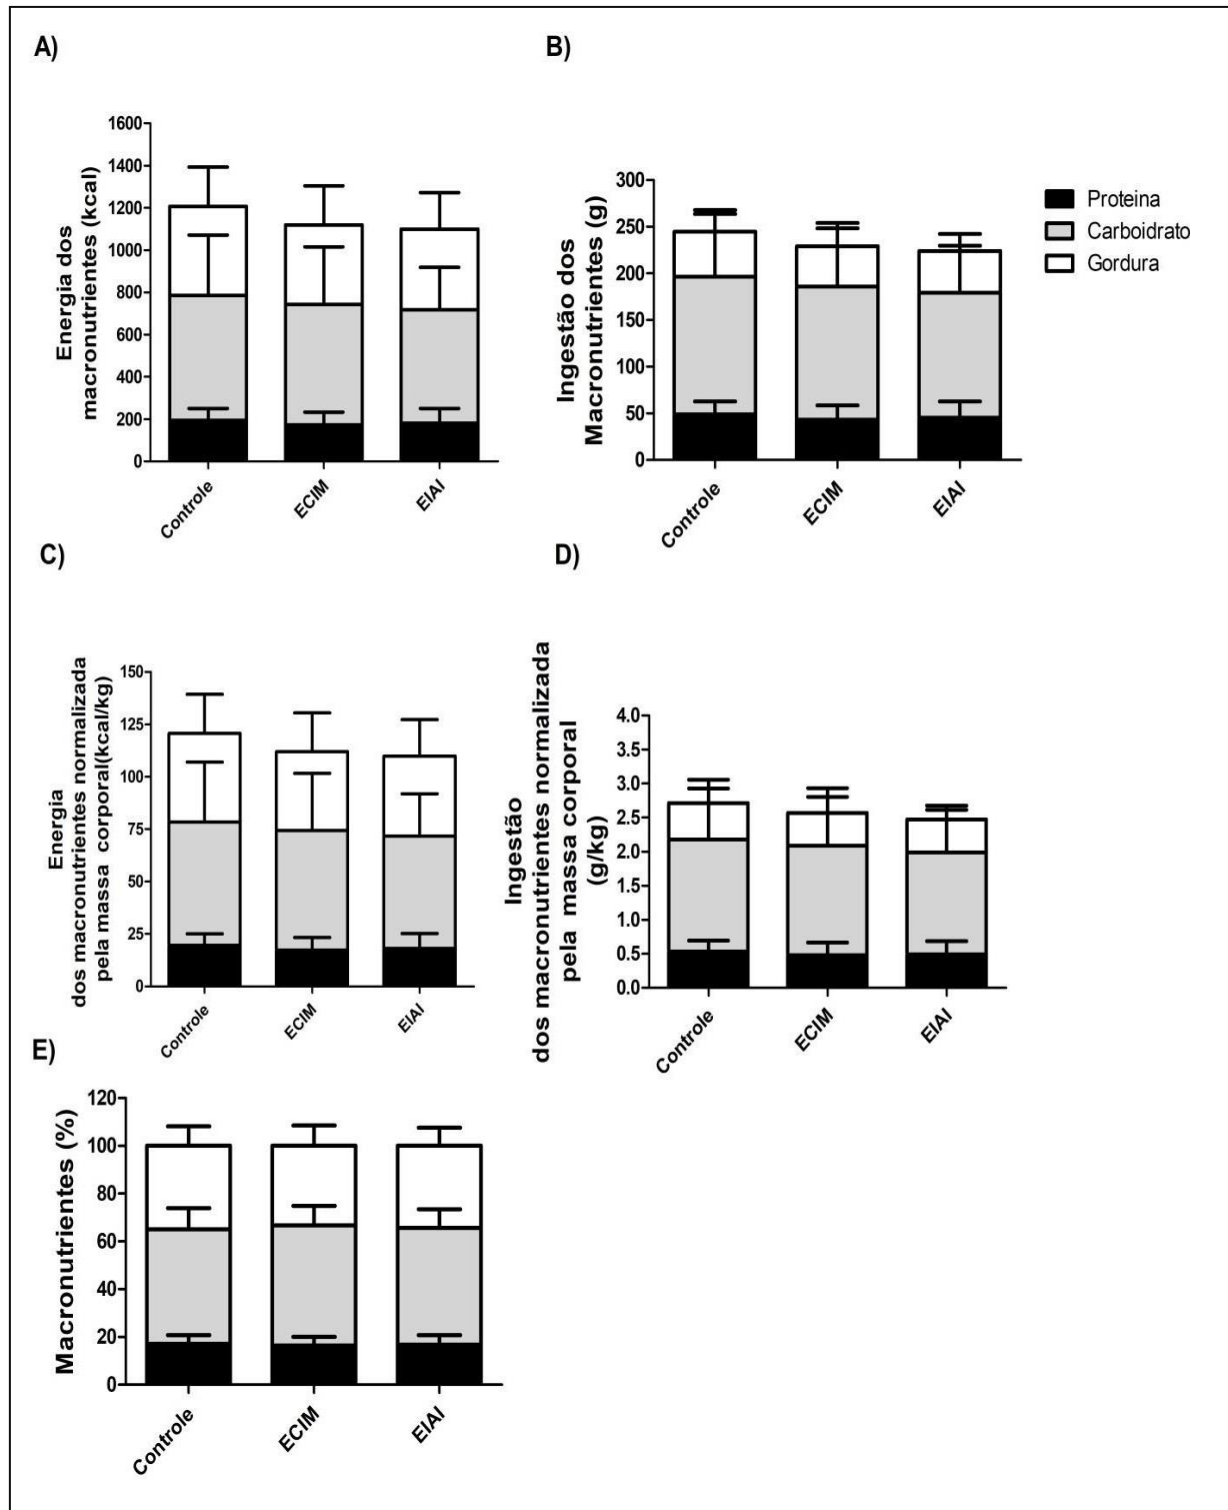 A)
Energia dos
macronutrientes (kcal)
1600
1400
1200
1000
800
600
400
200
0
Controle
ECIM
EIAI
B)
Ingestão dos
Macronutrientes (g)
300
250
200
150
100
50
0
Controle
ECIM
EIAI
Proteina
Carboidrato
Gordura
C)
Energia
dos macronutrientes normalizada
pela massa corporal(kcal/kg)
150
125
100
75
50
25
0
Controle
ECIM
EIAI
D)
Ingestão
dos macronutrientes normalizada
pela massa corporal
(g/kg)
4.0
3.5
3.0
2.5
2.0
1.5
1.0
0.5
0.0
Controle
ECIM
EIAI
E)
Macronutrientes (%)
120
100
80
60
40
20
0
Controle
ECIM
EIAI